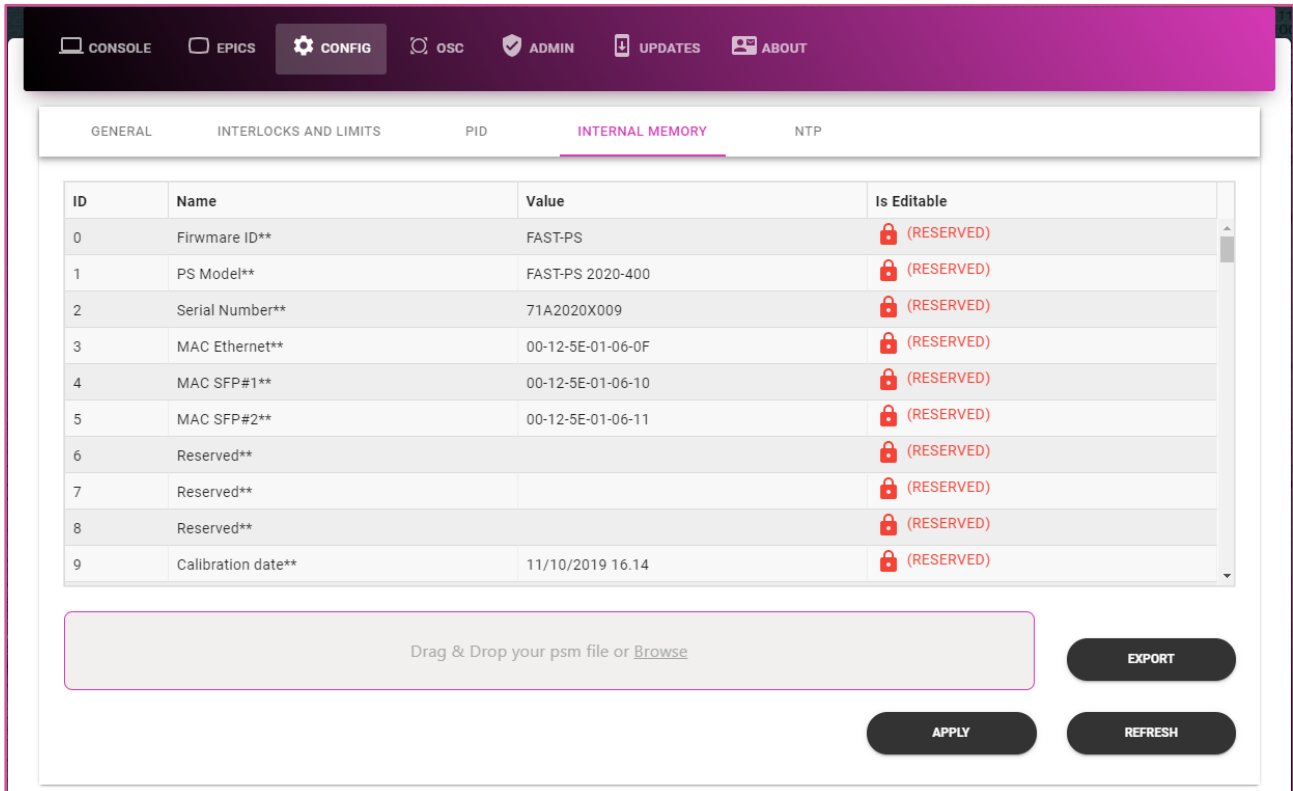 CONSOLE EPICS CONFIG OSC ADMIN UPDATES ABOUT
GENERAL INTERLOCKS AND LIMITS PID INTERNAL MEMORY NTP
ID Name Value Is Editable
0 Firwmare ID** FAST-PS (RESERVED)
1 PS Model** FAST-PS 2020-400 (RESERVED)
2 Serial Number** 71A2020X009 (RESERVED)
3 MAC Ethernet** 00-12-5E-01-06-0F (RESERVED)
4 MAC SFP#1** 00-12-5E-01-06-10 (RESERVED)
5 MAC SFP#2** 00-12-5E-01-06-11 (RESERVED)
6 Reserved** (RESERVED)
7 Reserved** (RESERVED)
8 Reserved** (RESERVED)
9 Calibration date** 11/10/2019 16.14 (RESERVED)
Drag & Drop your psm file or Browse
EXPORT
APPLY REFRESH